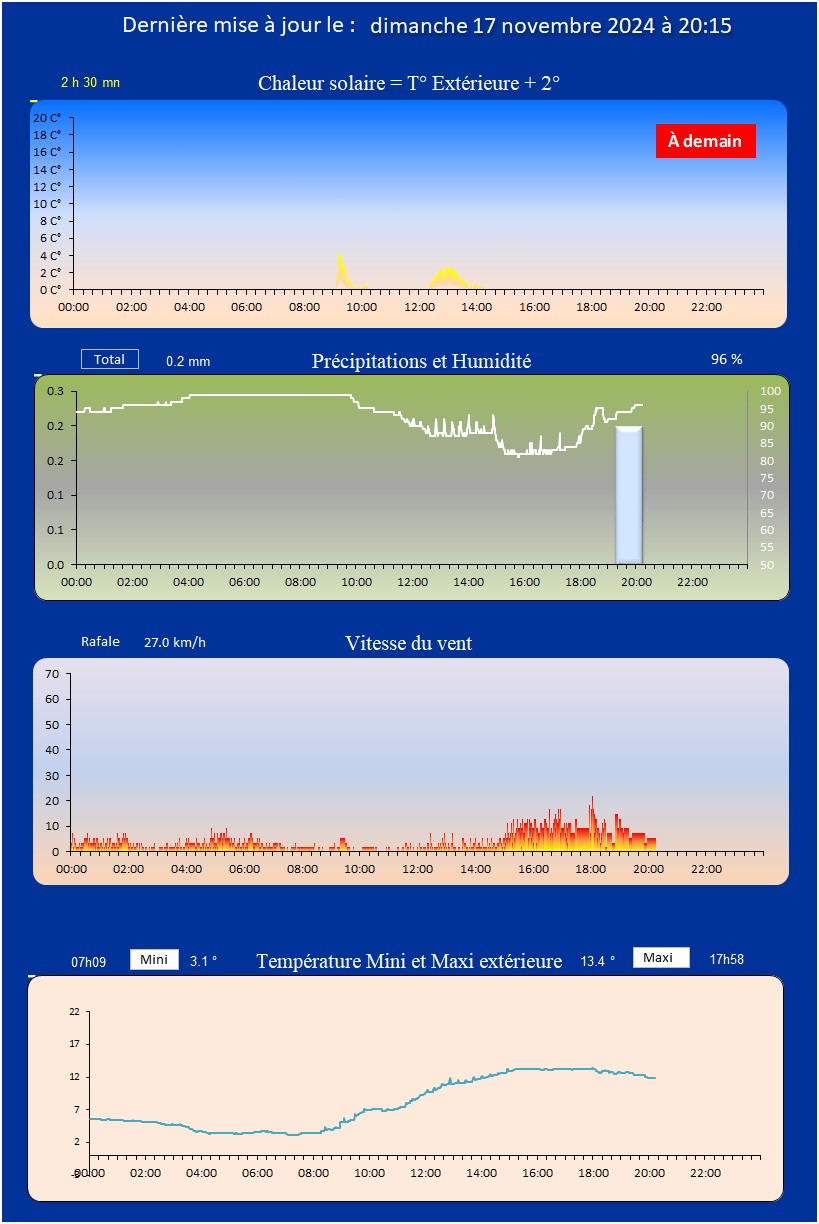 Dernière mise à jour le : dimanche 17 novembre 2024 à 20:15
2 h 30 mn Chaleur solaire = T° Extérieure + 2°
À demain
20 C°
18 C°
16 C°
14 C°
12 C°
10 C°
8 C°
6 C°
4 C°
2 C°
0 C°
00:00 02:00 04:00 06:00 08:00 10:00 12:00 14:00 16:00 18:00 20:00 22:00
Total 0.2 mm Précipitations et Humidité 96 %
0.3 100
95
0.2 90
85
0.2 80
75
0.1 70
65
0.1 60
55
0.0 50
00:00 02:00 04:00 06:00 08:00 10:00 12:00 14:00 16:00 18:00 20:00 22:00
Rafale 27.0 km/h Vitesse du vent
70
60
50
40
30
20
10
0
00:00 02:00 04:00 06:00 08:00 10:00 12:00 14:00 16:00 18:00 20:00 22:00
07h09 Mini 3.1 ° Température Mini et Maxi extérieure 13.4 ° Maxi 17h58
22
17
12
7
2
-3
00:00 02:00 04:00 06:00 08:00 10:00 12:00 14:00 16:00 18:00 20:00 22:00